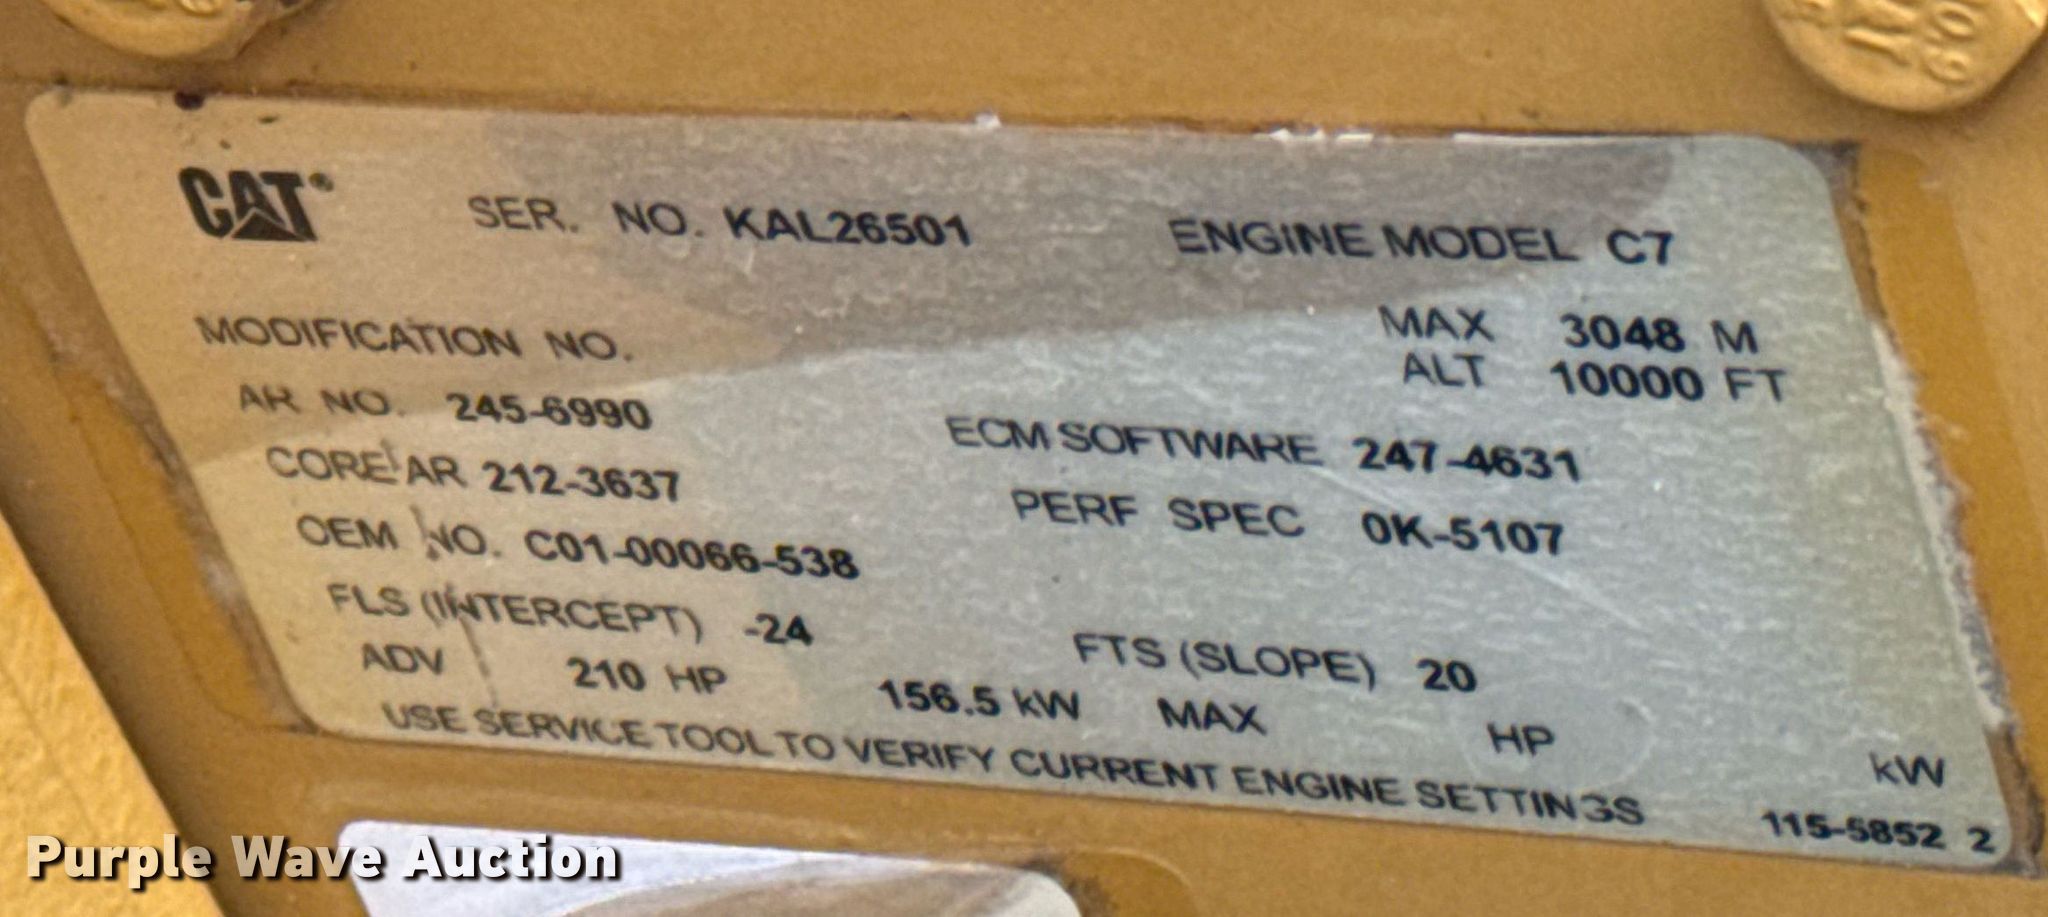 CAT® SER. NO. KAL26501 ENGINE MODEL C7
MODIFICATION NO. MAX 3048 M
ALT 10000 FT
AR NO. 245-6990
ECM SOFTWARE 247-4631
CORE AR 212-3637
PERF SPEC 0K-5107
OEM NO. C01-00066-538
FLS (INTERCEPT) -24 FTS (SLOPE) 20
ADV 210 HP 156.5 kW MAX HP kW
USE SERVICE TOOL TO VERIFY CURRENT ENGINE SETTINGS 115-5852 2
Purple Wave Auction